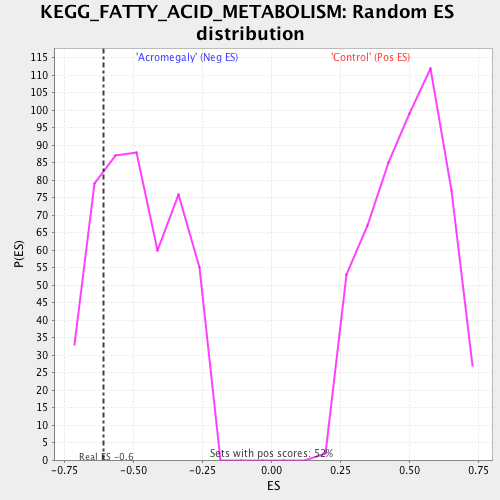 KEGG_FATTY_ACID_METABOLISM: Random ES
distribution
'Acromegaly' (Neg ES)
'Control' (Pos ES)
115
110
105
100
95
90
85
80
75
70
65
60
55
50
45
40
35
30
25
20
15
10
5
0
P(ES)
Real ES -0.6
Sets with pos scores: 52%
-0.75 -0.50 -0.25 0.00 0.25 0.50 0.75
ES